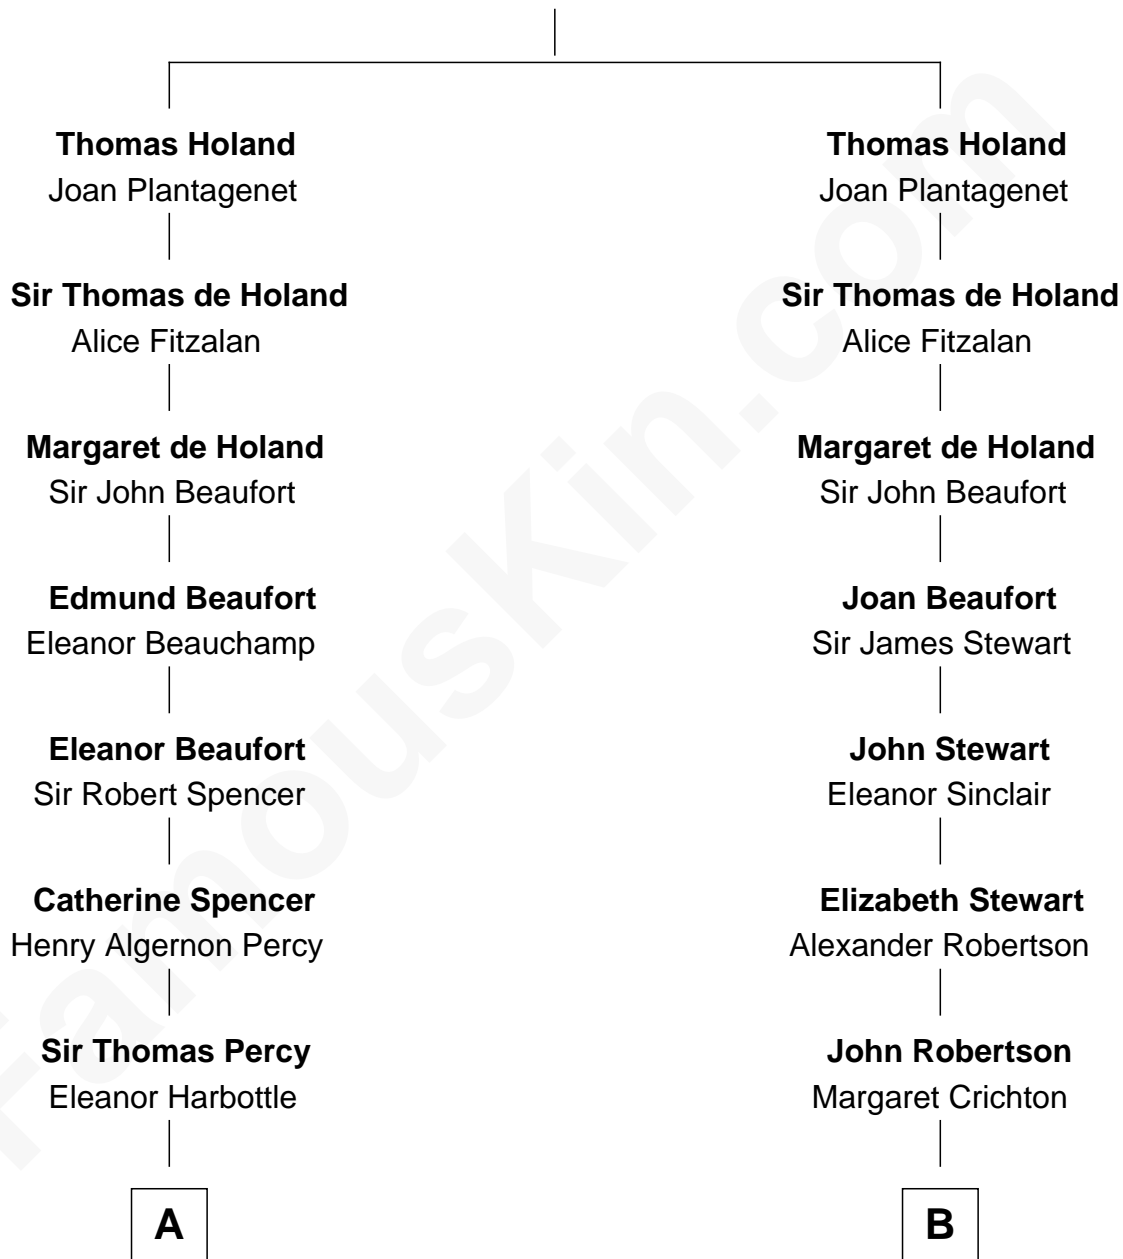 Thomas Holand
Joan Plantagenet
Sir Thomas de Holand
Alice Fitzalan
Margaret de Holand
Sir John Beaufort
Edmund Beaufort
Eleanor Beauchamp
Eleanor Beaufort
Sir Robert Spencer
Catherine Spencer
Henry Algernon Percy
Sir Thomas Percy
Eleanor Harbottle
A
Thomas Holand
Joan Plantagenet
Sir Thomas de Holand
Alice Fitzalan
Margaret de Holand
Sir John Beaufort
Joan Beaufort
Sir James Stewart
John Stewart
Eleanor Sinclair
Elizabeth Stewart
Alexander Robertson
John Robertson
Margaret Crichton
B
FamousKin.com